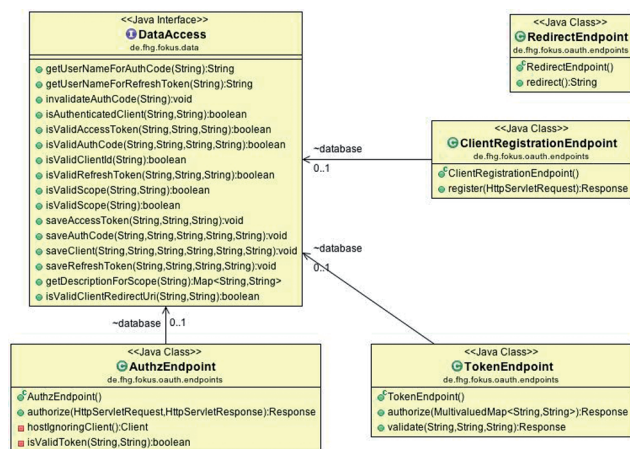 <<Java Interface>>
DataAccess
de.fhg.fokus.data
getUserNameForAuthCode(String):String
getUserNameForRefreshToken(String):String
invalidateAuthCode(String):void
isAuthenticatedClient(String,String):boolean
isValidAccessToken(String,String,String):boolean
isValidAuthCode(String,String,String,String):boolean
isValidClientId(String):boolean
isValidRefreshToken(String,String,String):boolean
isValidScope(String,String):boolean
isValidScope(String):boolean
saveAccessToken(String,String,String):void
saveAuthCode(String,String,String,String,String):void
saveClient(String,String,String,String,String,String):void
saveRefreshToken(String,String,String,String):void
getDescriptionForScope(String):Map<String,String>
isValidClientRedirectUri(String,String):boolean
<<Java Class>>
RedirectEndpoint
de.fhg.fokus.oauth.endpoints
RedirectEndpoint()
redirect():String
<<Java Class>>
ClientRegistrationEndpoint
de.fhg.fokus.oauth.endpoints
ClientRegistrationEndpoint()
register(HttpServletRequest):Response
~database
0..1
~database
0..1
~database
0..1
<<Java Class>>
AuthzEndpoint
de.fhg.fokus.oauth.endpoints
AuthzEndpoint()
authorize(HttpServletRequest,HttpServletResponse):Response
hostIgnoringClient():Client
isValidToken(String,String):boolean
<<Java Class>>
TokenEndpoint
de.fhg.fokus.oauth.endpoints
TokenEndpoint()
authorize(MultivaluedMap<String,String>):Response
validate(String,String,String):Response